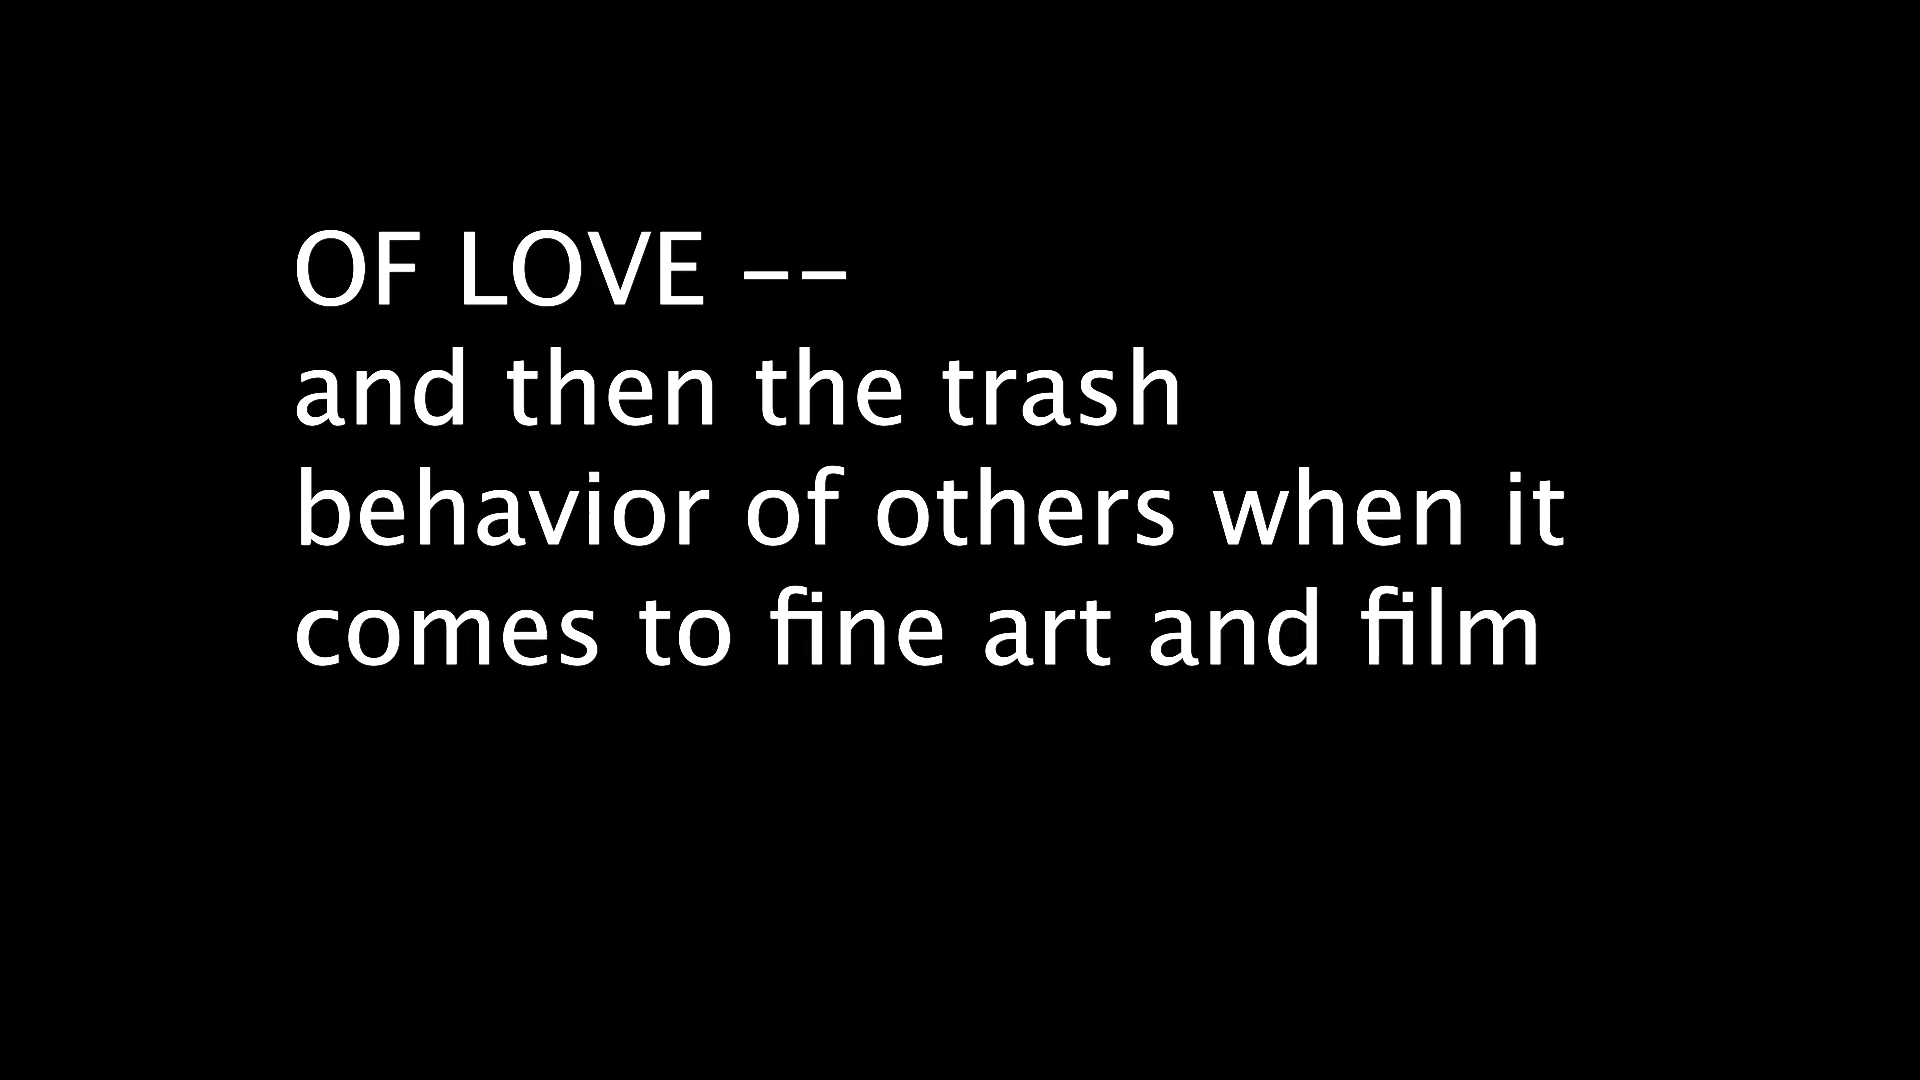 OF LOVE --
and then the trash
behavior of others when it
comes to fine art and film